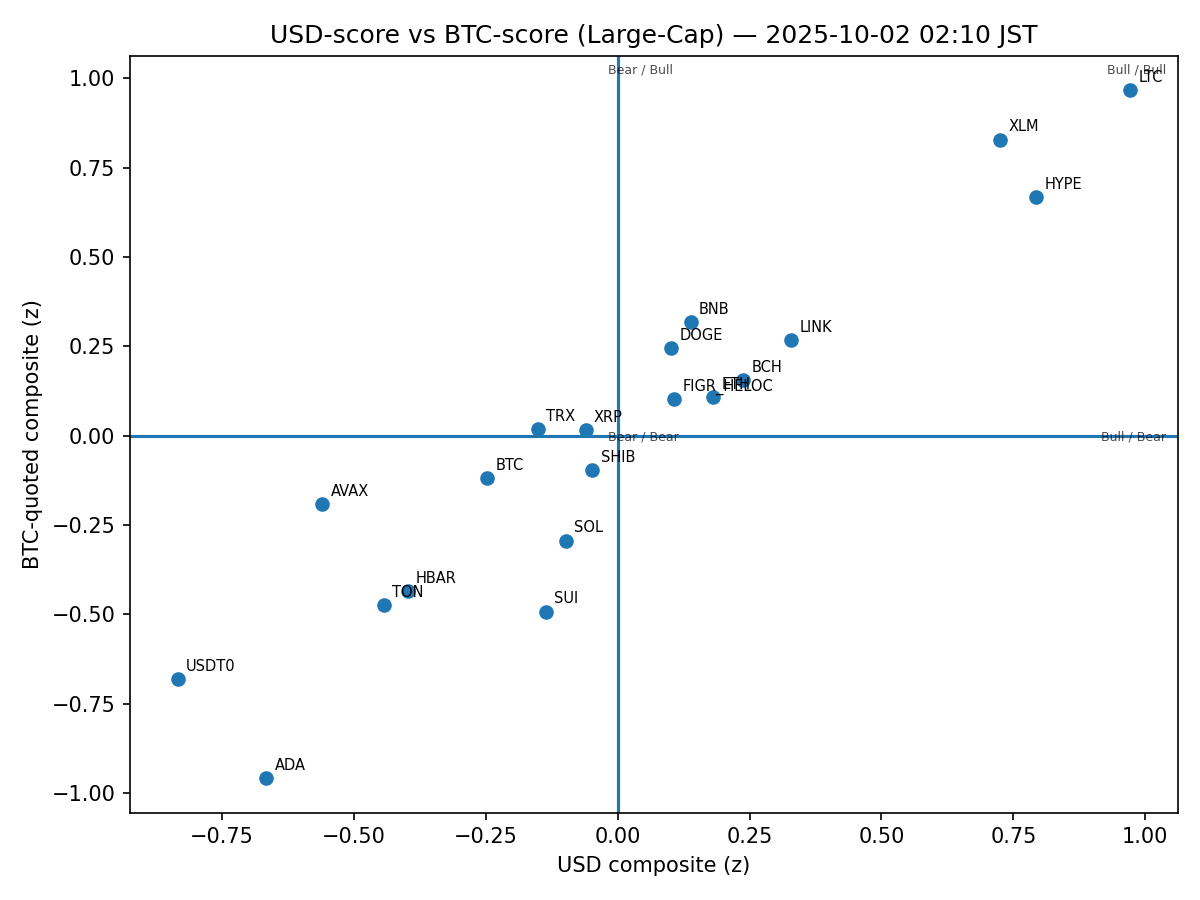 USD-score vs BTC-score (Large-Cap) — 2025-10-02 02:10 JST
Bear / Bull
Bull / Bull
LTC
XLM
HYPE
BNB
DOGE
LINK
BCH
ETH
FIGR_HELOC
TRX
XRP
Bear / Bear
Bull / Bear
SHIB
BTC
AVAX
SOL
HBAR
TON
SUI
USDT0
ADA
1.00
0.75
0.50
0.25
0.00
−0.25
−0.50
−0.75
−1.00
BTC-quoted composite (z)
−0.75
−0.50
−0.25
0.00
0.25
0.50
0.75
1.00
USD composite (z)